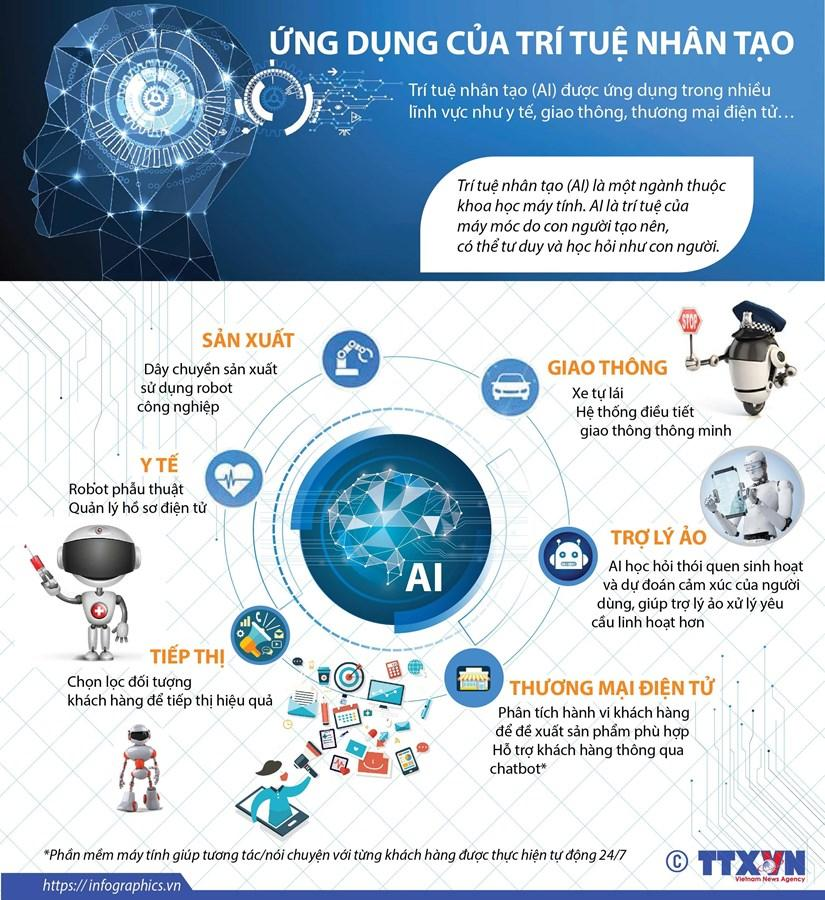 ỨNG DỤNG CỦA TRÍ TUỆ NHÂN TẠO
Trí tuệ nhân tạo (AI) được ứng dụng trong nhiều
lĩnh vực như y tế, giao thông, thương mại điện tử...
Trí tuệ nhân tạo (AI) là một ngành thuộc
khoa học máy tính. AI là trí tuệ của
máy móc do con người tạo nên,
có thể tư duy và học hỏi như con người.
SẢN XUẤT
Dây chuyền sản xuất
sử dụng robot
công nghiệp
STOP
GIAO THÔNG
Xe tự lái
Hệ thống điều tiết
giao thông thông minh
Y TẾ
Robot phẫu thuật
Quản lý hồ sơ điện tử
AI
TRỢ LÝ ẢO
AI học hỏi thói quen sinh hoạt
và dự đoán cảm xúc của người
dùng, giúp trợ lý ảo xử lý yêu
cầu linh hoạt hơn
TIẾP THỊ
Chọn lọc đối tượng
khách hàng để tiếp thị hiệu quả
THƯƠNG MẠI ĐIỆN TỬ
Phân tích hành vi khách hàng
để đề xuất sản phẩm phù hợp
Hỗ trợ khách hàng thông qua
chatbot*
*Phần mềm máy tính giúp tương tác/nói chuyện với từng khách hàng được thực hiện tự động 24/7
© TTXVN
Vietnam News Agency
https://infographics.vn